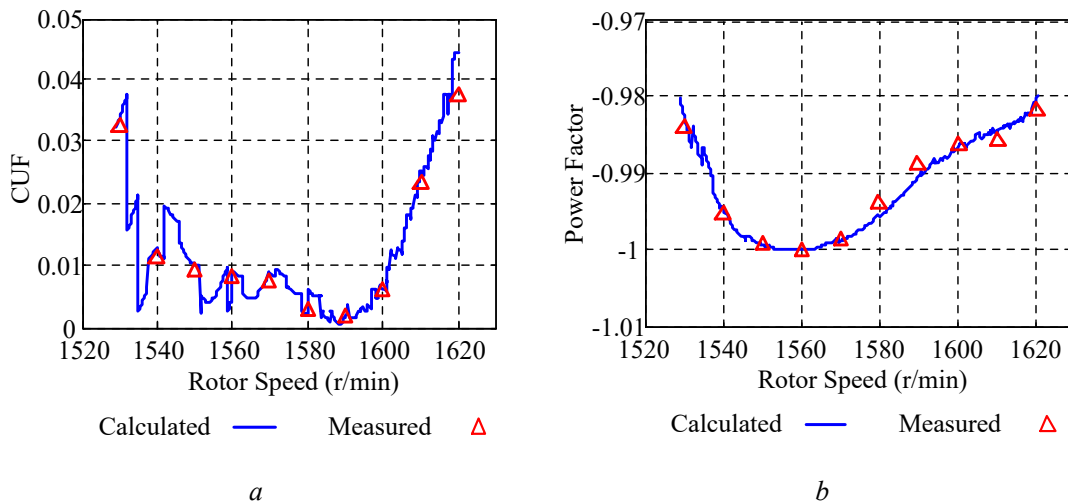 0.05
0.04
0.03
0.02
0.01
0
CUF
1520 1540 1560 1580 1600 1620
Rotor Speed (r/min)
Calculated Measured
a
-0.97
-0.98
-0.99
-1
-1.01
Power Factor
1520 1540 1560 1580 1600 1620
Rotor Speed (r/min)
Calculated Measured
b